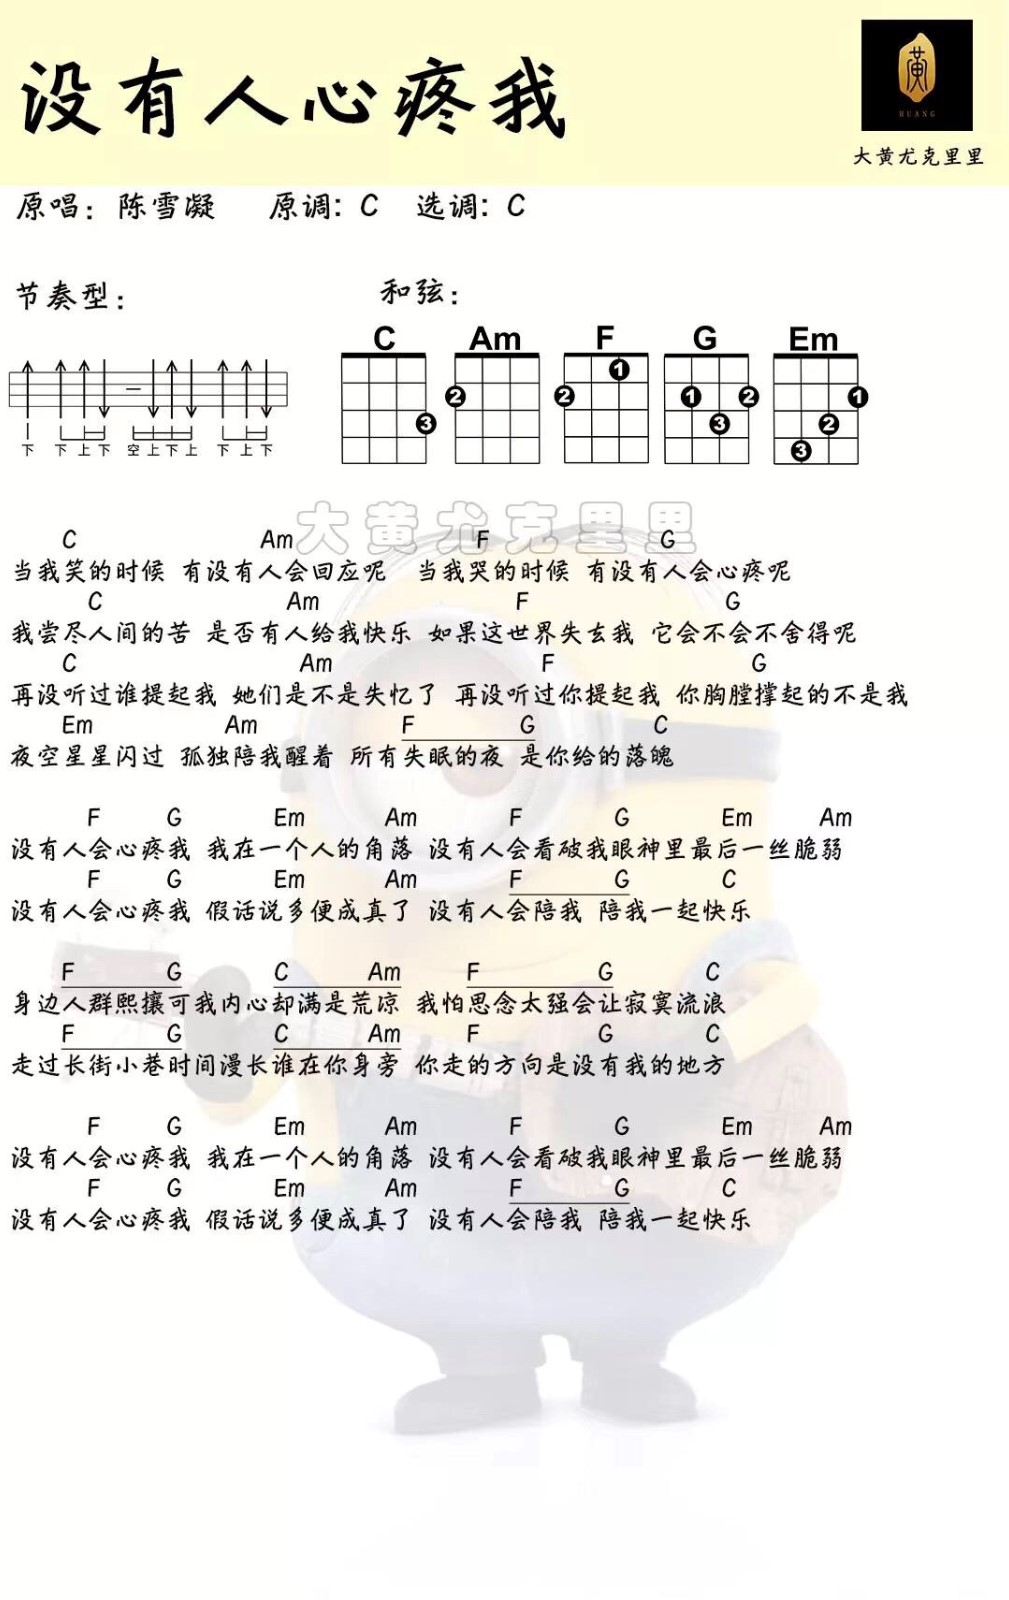 没有人心疼我
黄
HUANG
大黄尤克里里
原唱：陈雪凝 原调: C 选调: C
节奏型：
和弦：
C Am F G Em
1
2 2 1 2 1
3 3 2
3
下 下 上 下 空 上 下 上 下 上 下
大黄尤克里里
C Am F G
当我笑的时候 有没有人会回应呢 当我哭的时候 有没有人会心疼呢
C Am F G
我尝尽人间的苦 是否有人给我快乐 如果这世界失玄我 它会不会不舍得呢
C Am F G
再没听过谁提起我 她们是不是失忆了 再没听过你提起我 你胸膛撑起的不是我
Em Am F G C
夜空星星闪过 孤独陪我醒着 所有失眠的夜 是你给的落魄
F G Em Am F G Em Am
没有人会心疼我 我在一个人的角落 没有人会看破我眼神里最后一丝脆弱
F G Em Am F G C
没有人会心疼我 假话说多便成真了 没有人会陪我 陪我一起快乐
F G C Am F G C
身边人群熙攘可我内心却满是荒凉 我怕思念太强会让寂寞流浪
F G C Am F G C
走过长街小巷时间漫长谁在你身旁 你走的方向是没有我的地方
F G Em Am F G Em Am
没有人会心疼我 我在一个人的角落 没有人会看破我眼神里最后一丝脆弱
F G Em Am F G C
没有人会心疼我 假话说多便成真了 没有人会陪我 陪我一起快乐